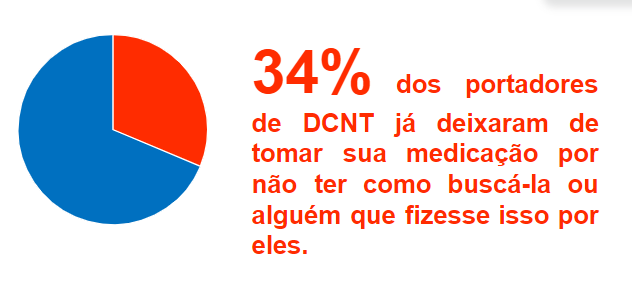 34% dos portadores
de DCNT já deixaram de
tomar sua medicação por
não ter como buscá-la ou
alguém que fizesse isso por
eles.